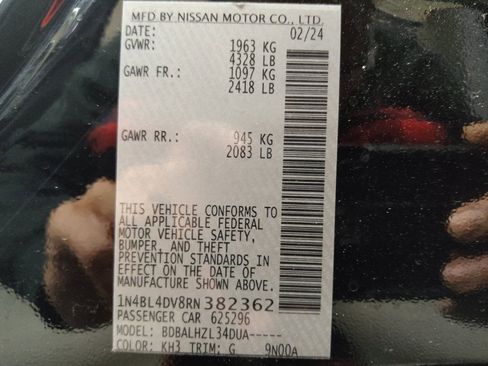 MFD BY NISSAN MOTOR CO., LTD.
DATE: 02/24
GVWR: 1963 KG
4328 LB
GAWR FR.: 1097 KG
2418 LB
GAWR RR.: 945 KG
2083 LB
THIS VEHICLE CONFORMS TO
ALL APPLICABLE FEDERAL
MOTOR VEHICLE SAFETY,
BUMPER, AND THEFT
PREVENTION STANDARDS IN
EFFECT ON THE DATE OF
MANUFACTURE SHOWN ABOVE.
1N4BL4DV8RN382362
PASSENGER CAR 625296
MODEL: BDBALHZL34DUA-----
COLOR: KH3 TRIM: G 9N00A